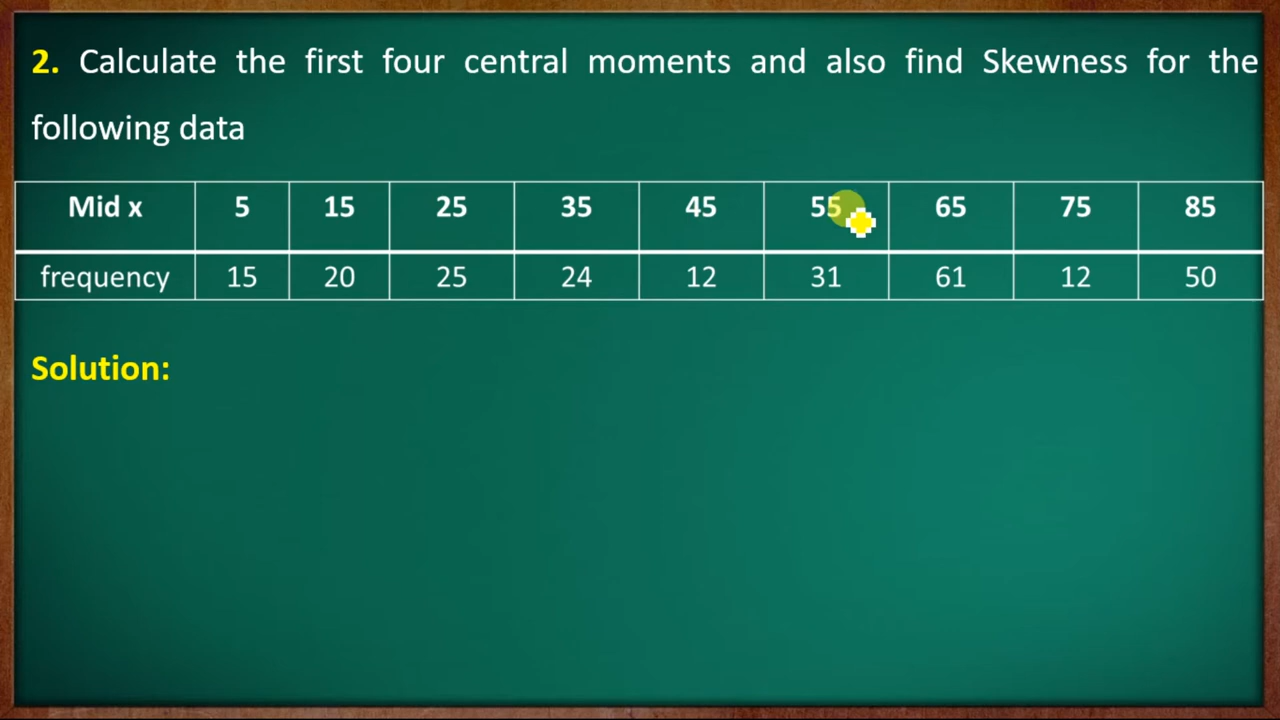 2. Calculate the first four central moments and also find Skewness for the
following data
Mid x 5 15 25 35 45 55 65 75 85
frequency 15 20 25 24 12 31 61 12 50
Solution: